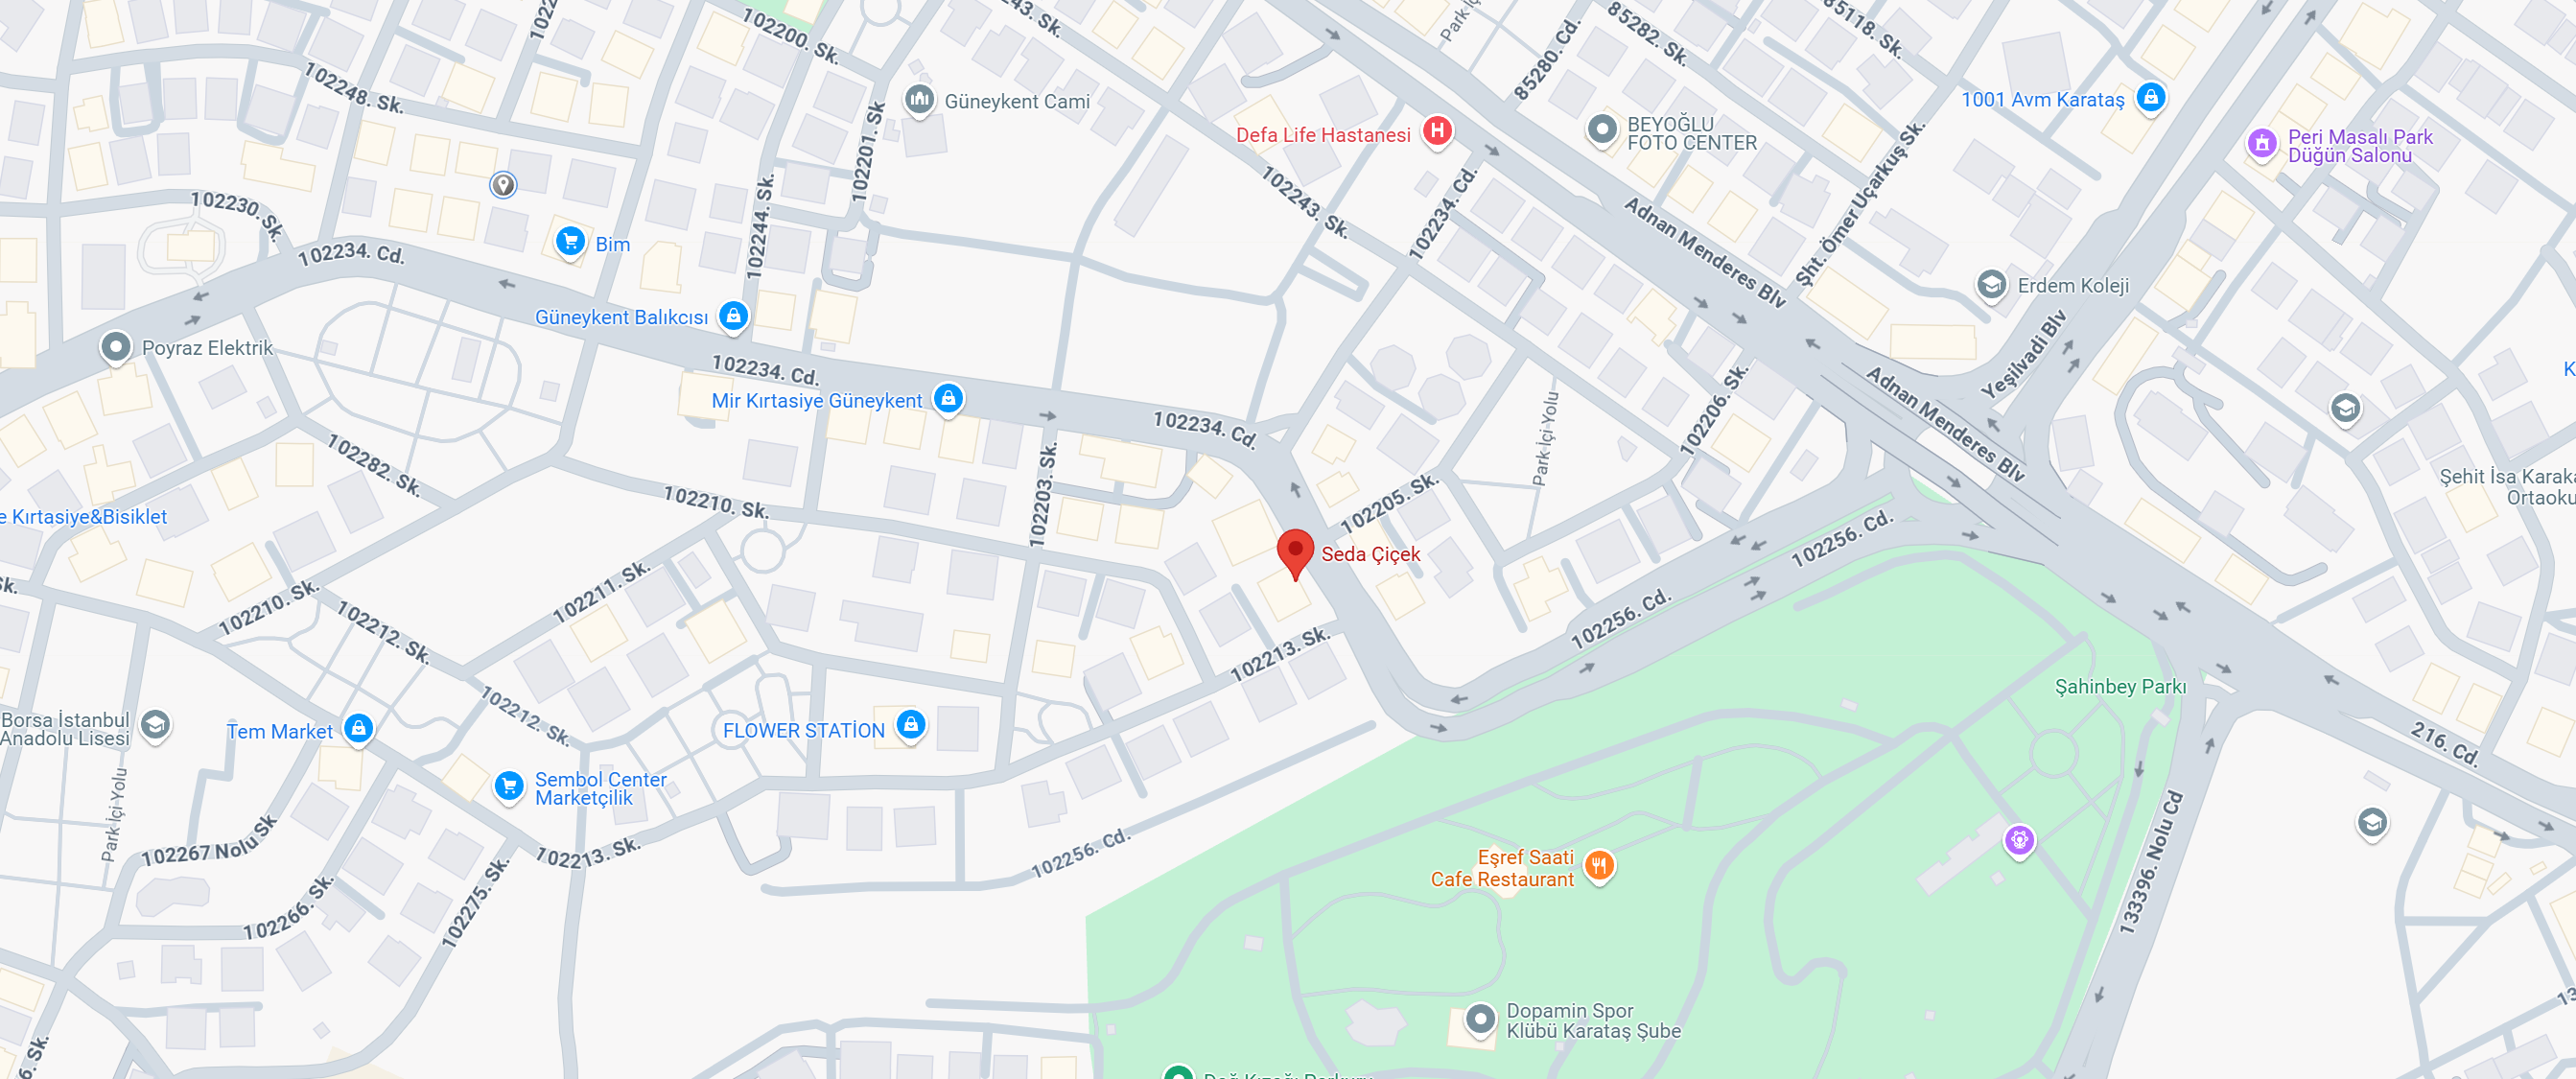 102200. Sk.
85282. Sk.
85118. Sk.
85280. Cd.
102248. Sk.
Güneykent Cami
1001 Avm Karataş
102201. Sk
Defa Life Hastanesi
BEYOĞLU
FOTO CENTER
Peri Masalı Park
Düğün Salonu
Şht. Ömer Uçarkuş Sk.
102243. Sk.
102234. Cd.
Adnan Menderes Blv
102230. Sk.
102244. Sk.
102234. Cd.
Bim
Erdem Koleji
Güneykent Balıkcısı
Poyraz Elektrik
Yeşilvadi Blv
102234. Cd.
Mir Kırtasiye Güneykent
102206. Sk.
Adnan Menderes Blv
102234. Cd.
Park İçi Yolu
102282. Sk.
102203. Sk.
102205. Sk.
Şehit İsa Karaka
Ortaoku
102210. Sk.
e Kırtasiye&Bisiklet
102256. Cd.
Seda Çiçek
102211. Sk.
102210. Sk.
102212. Sk.
102256. Cd.
102213. Sk.
Şahinbey Parkı
102212. Sk.
Borsa İstanbul
Anadolu Lisesi
Tem Market
FLOWER STATİON
216. Cd.
Sembol Center
Marketçilik
Park İçi Yolu
102267 Nolu Sk
102213. Sk.
102256. Cd.
133396. Nolu Cd
Eşref Saati
Cafe Restaurant
102266. Sk.
102275. Sk.
Dopamin Spor
Klübü Karataş Şube